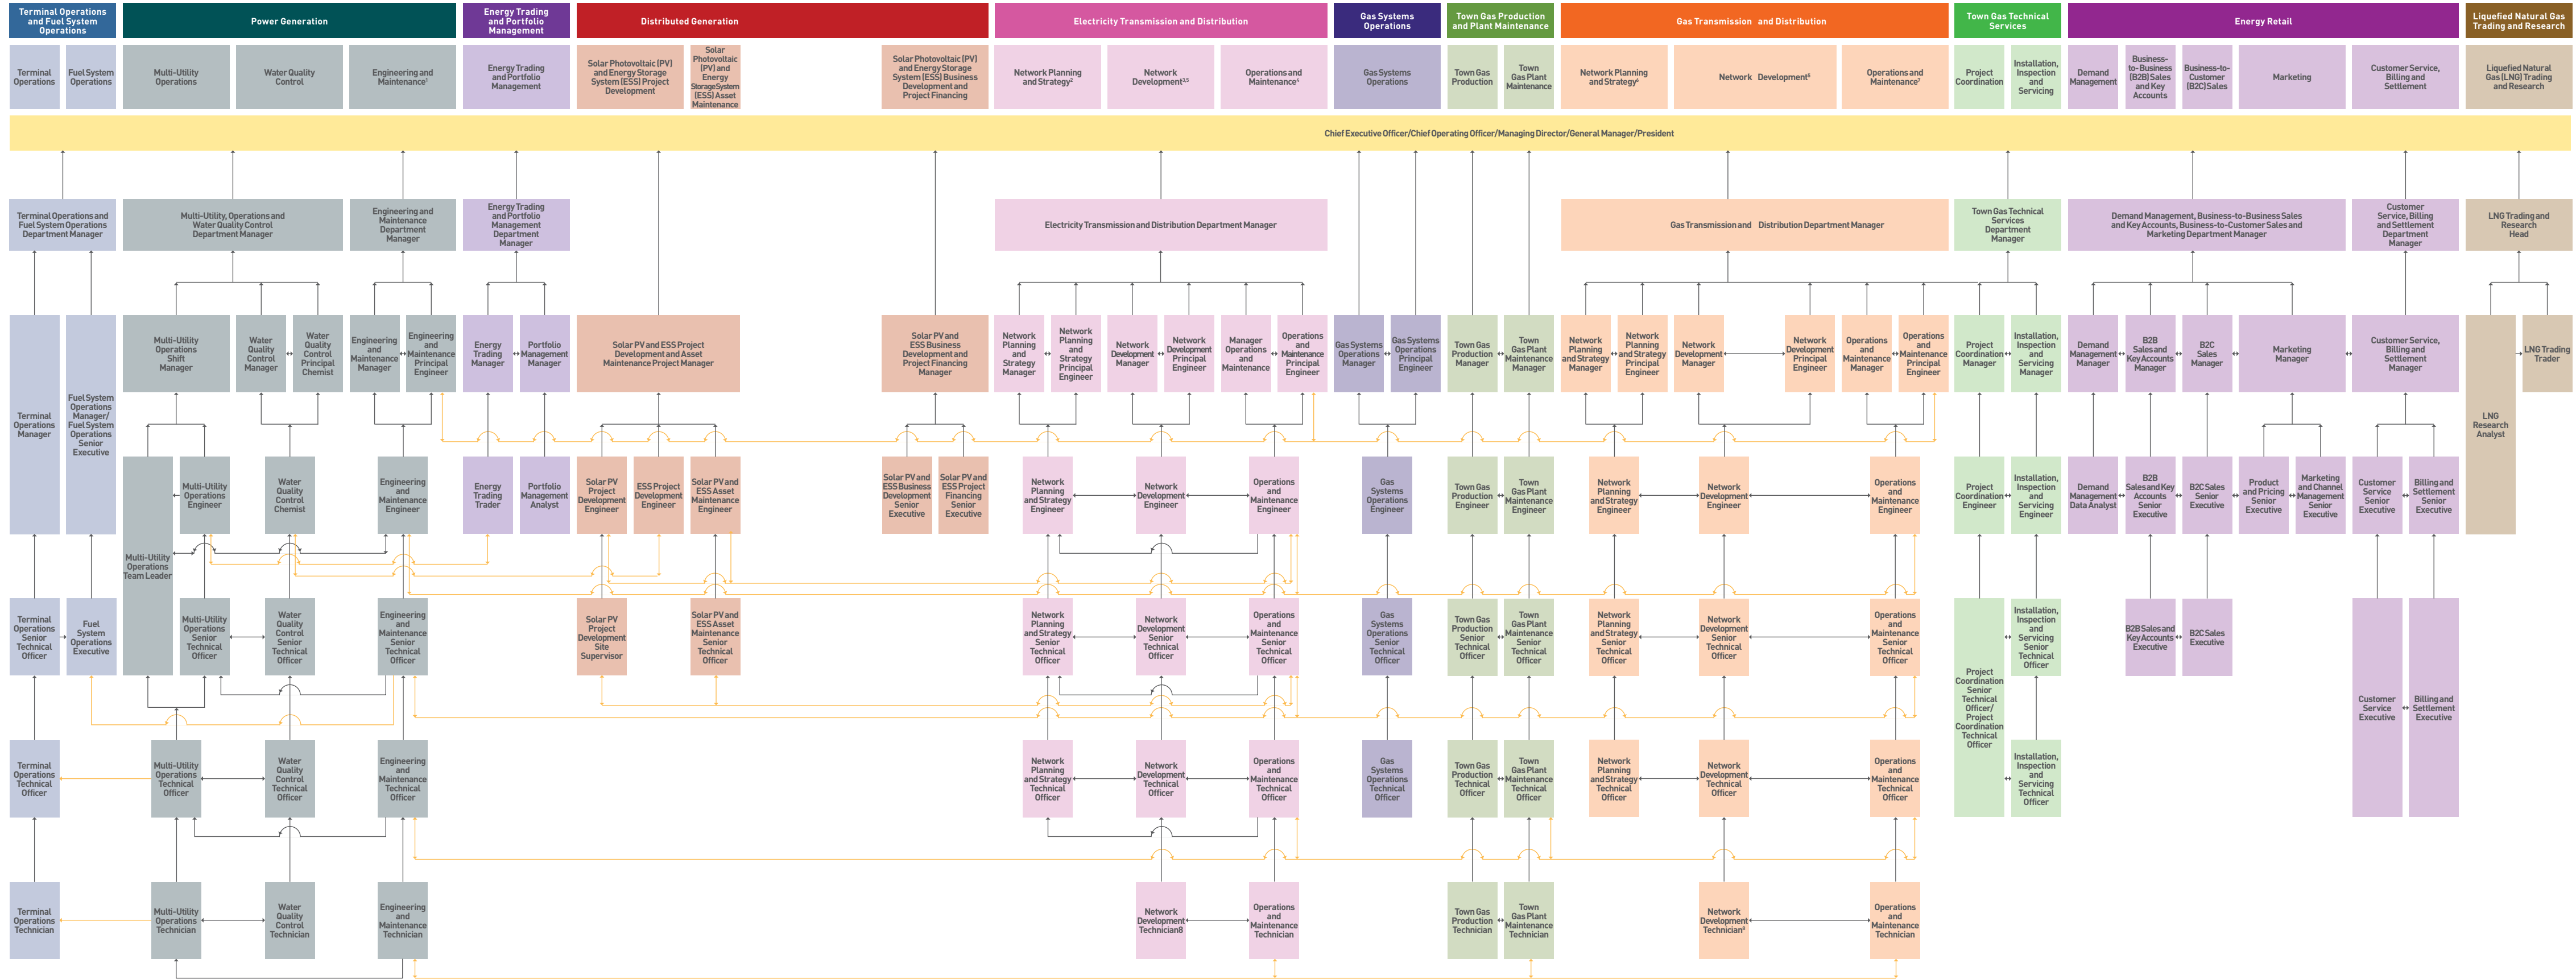 Terminal Operations
and Fuel System
Operations
Power Generation
Energy Trading
and Portfolio
Management
Distributed Generation
Electricity Transmission and Distribution
Gas Systems
Operations
Town Gas Production
and Plant Maintenance
Gas Transmission and Distribution
Town Gas Technical
Services
Energy Retail
Liquefied Natural Gas
Trading and Research
Terminal
Operations
Fuel System
Operations
Multi-Utility
Operations
Water Quality
Control
Engineering and
Maintenance¹
Energy Trading
and Portfolio
Management
Solar Photovoltaic (PV)
and Energy Storage
System (ESS) Project
Development
Solar
Photovoltaic
(PV) and
Energy
Storage System
(ESS) Asset
Maintenance
Solar Photovoltaic (PV)
and Energy Storage
System (ESS) Business
Development and
Project Financing
Network Planning
and Strategy²
Network
Development³,⁵
Operations and
Maintenance⁴
Gas Systems
Operations
Town Gas
Production
Town
Gas Plant
Maintenance
Network Planning
and Strategy⁶
Network Development⁵
Operations and
Maintenance⁷
Project
Coordination
Installation,
Inspection
and
Servicing
Demand
Management
Business-
to-Business
(B2B) Sales
and Key
Accounts
Business-to-
Customer
(B2C) Sales
Marketing
Customer Service,
Billing and
Settlement
Liquefied Natural
Gas (LNG) Trading
and Research
Chief Executive Officer/Chief Operating Officer/Managing Director/General Manager/President
Terminal Operations and
Fuel System Operations
Department Manager
Multi-Utility, Operations and
Water Quality Control
Department Manager
Engineering and
Maintenance
Department
Manager
Energy Trading
and Portfolio
Management
Department
Manager
Electricity Transmission and Distribution Department Manager
Gas Transmission and Distribution Department Manager
Town Gas Technical
Services
Department
Manager
Demand Management, Business-to-Business Sales
and Key Accounts, Business-to-Customer Sales and
Marketing Department Manager
Customer
Service, Billing
and Settlement
Department
Manager
LNG Trading and
Research
Head
Terminal
Operations
Manager
Fuel System
Operations
Manager/
Fuel System
Operations
Senior
Executive
Multi-Utility
Operations
Shift
Manager
Water
Quality
Control
Manager
Water
Quality
Control
Principal
Chemist
Engineering
and
Maintenance
Manager
Engineering
and
Maintenance
Principal
Engineer
Energy
Trading
Manager
Portfolio
Management
Manager
Solar PV and ESS Project
Development and Asset
Maintenance Project Manager
Solar PV and
ESS Business
Development and
Project Financing
Manager
Network
Planning
and
Strategy
Manager
Network
Planning
and
Strategy
Principal
Engineer
Network
Development
Manager
Network
Development
Principal
Engineer
Manager
Operations
and
Maintenance
Operations
and
Maintenance
Principal
Engineer
Gas Systems
Operations
Manager
Gas Systems
Operations
Principal
Engineer
Town Gas
Production
Manager
Town
Gas Plant
Maintenance
Manager
Network
Planning
and Strategy
Manager
Network
Planning
and Strategy
Principal
Engineer
Network
Development
Manager
Network
Development
Principal
Engineer
Operations
and
Maintenance
Manager
Operations
and
Maintenance
Principal
Engineer
Project
Coordination
Manager
Installation,
Inspection
and
Servicing
Manager
Demand
Management
Manager
B2B
Sales and
Key Accounts
Manager
B2C
Sales
Manager
Marketing
Manager
Customer Service,
Billing and
Settlement
Manager
LNG
Research
Analyst
LNG Trading
Trader
Multi-Utility
Operations
Team Leader
Multi-Utility
Operations
Engineer
Water
Quality
Control
Chemist
Engineering
and
Maintenance
Engineer
Energy
Trading
Trader
Portfolio
Management
Analyst
Solar PV
Project
Development
Engineer
ESS Project
Development
Engineer
Solar PV and
ESS Asset
Maintenance
Engineer
Solar PV and
ESS Business
Development
Senior
Executive
Solar PV and
ESS Project
Financing
Senior
Executive
Network
Planning
and Strategy
Engineer
Network
Development
Engineer
Operations
and
Maintenance
Engineer
Gas
Systems
Operations
Engineer
Town Gas
Production
Engineer
Town
Gas Plant
Maintenance
Engineer
Network
Planning
and Strategy
Engineer
Network
Development
Engineer
Operations
and
Maintenance
Engineer
Project
Coordination
Engineer
Installation,
Inspection
and
Servicing
Engineer
Demand
Management
Data Analyst
B2B
Sales and Key
Accounts
Senior
Executive
B2C Sales
Senior
Executive
Product
and Pricing
Senior
Executive
Marketing
and Channel
Management
Senior
Executive
Customer
Service
Senior
Executive
Billing and
Settlement
Senior
Executive
Terminal
Operations
Senior
Technical
Officer
Fuel
System
Operations
Executive
Multi-Utility
Operations
Senior
Technical
Officer
Water
Quality
Control
Senior
Technical
Officer
Engineering
and
Maintenance
Senior
Technical
Officer
Solar PV
Project
Development
Site
Supervisor
Solar PV and
ESS Asset
Maintenance
Senior
Technical
Officer
Network
Planning
and Strategy
Senior
Technical
Officer
Network
Development
Senior
Technical
Officer
Operations
and
Maintenance
Senior
Technical
Officer
Gas
Systems
Operations
Senior
Technical
Officer
Town Gas
Production
Senior
Technical
Officer
Town
Gas Plant
Maintenance
Senior
Technical
Officer
Network
Planning
and Strategy
Senior
Technical
Officer
Network
Development
Senior
Technical
Officer
Operations
and
Maintenance
Senior
Technical
Officer
Project
Coordination
Senior
Technical
Officer/
Project
Coordination
Technical
Officer
Installation,
Inspection
and
Servicing
Senior
Technical
Officer
B2B Sales and
Key Accounts
Executive
B2C Sales
Executive
Customer
Service
Executive
Billing and
Settlement
Executive
Terminal
Operations
Technical
Officer
Multi-Utility
Operations
Technical
Officer
Water
Quality
Control
Technical
Officer
Engineering
and
Maintenance
Technical
Officer
Network
Planning
and Strategy
Technical
Officer
Network
Development
Technical
Officer
Operations
and
Maintenance
Technical
Officer
Gas
Systems
Operations
Technical
Officer
Town Gas
Production
Technical
Officer
Town
Gas Plant
Maintenance
Technical
Officer
Network
Planning
and Strategy
Technical
Officer
Network
Development
Technical
Officer
Operations
and
Maintenance
Technical
Officer
Installation,
Inspection
and
Servicing
Technical
Officer
Terminal
Operations
Technician
Multi-Utility
Operations
Technician
Water
Quality
Control
Technician
Engineering
and
Maintenance
Technician
Network
Development
Technician8
Operations
and
Maintenance
Technician
Town Gas
Production
Technician
Town
Gas Plant
Maintenance
Technician
Network
Development
Technician⁸
Operations
and
Maintenance
Technician